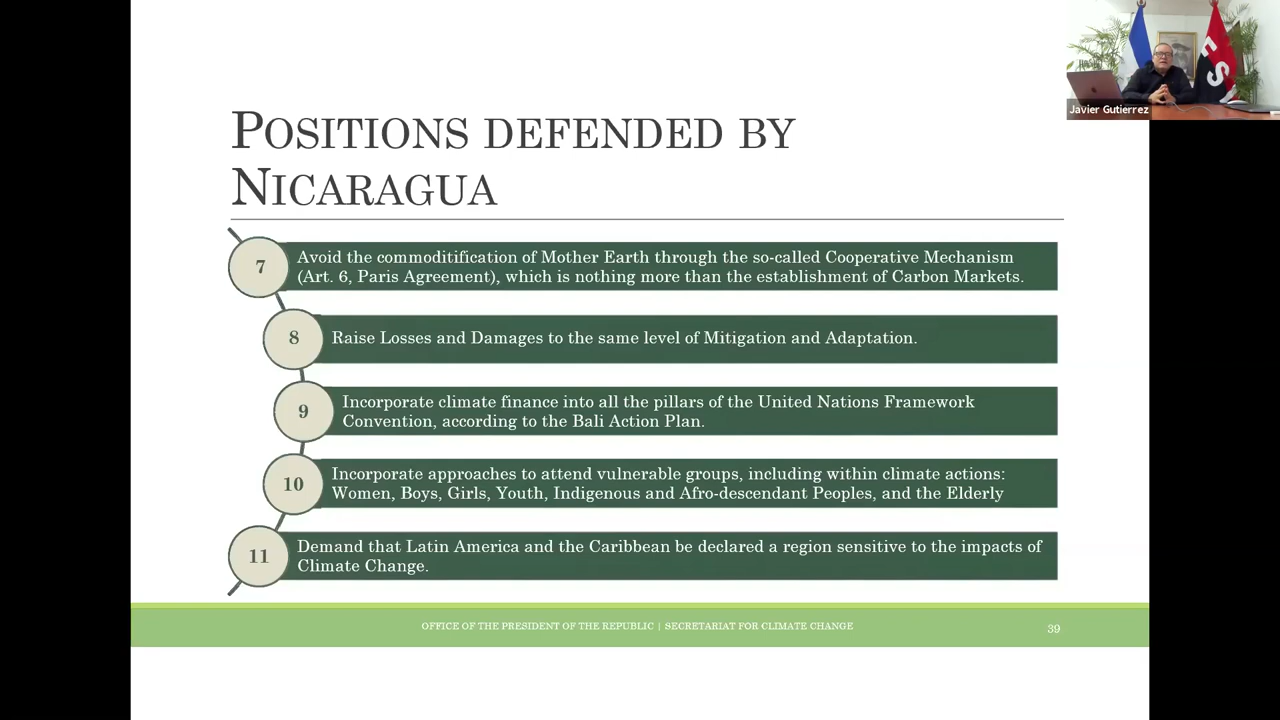 POSITIONS DEFENDED BY
NICARAGUA
7
Avoid the commoditification of Mother Earth through the so-called Cooperative Mechanism
(Art. 6, Paris Agreement), which is nothing more than the establishment of Carbon Markets.
8
Raise Losses and Damages to the same level of Mitigation and Adaptation.
9
Incorporate climate finance into all the pillars of the United Nations Framework
Convention, according to the Bali Action Plan.
10
Incorporate approaches to attend vulnerable groups, including within climate actions:
Women, Boys, Girls, Youth, Indigenous and Afro-descendant Peoples, and the Elderly
11
Demand that Latin America and the Caribbean be declared a region sensitive to the impacts of
Climate Change.
OFFICE OF THE PRESIDENT OF THE REPUBLIC | SECRETARIAT FOR CLIMATE CHANGE
39
Javier Gutierrez
FS